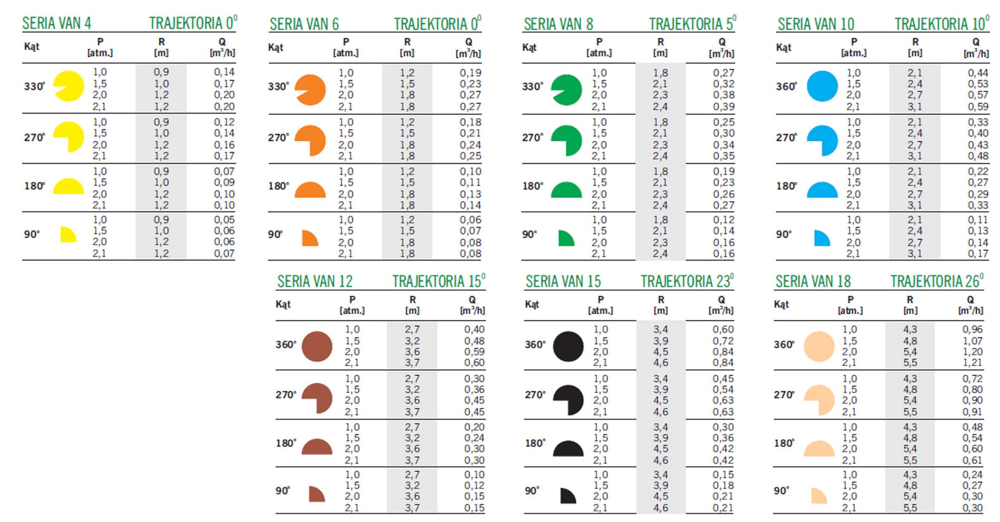 SERIA VAN 4 TRAJEKTORIA 0⁰
Kąt P [atm.] R [m] Q [m³/h]
330° 1,0 0,9 0,14
1,5 1,0 0,17
2,0 1,2 0,20
2,1 1,2 0,20
270° 1,0 0,9 0,12
1,5 1,0 0,14
2,0 1,2 0,16
2,1 1,2 0,17
180° 1,0 0,9 0,07
1,5 1,0 0,09
2,0 1,2 0,10
2,1 1,2 0,10
90° 1,0 0,9 0,05
1,5 1,0 0,06
2,0 1,2 0,06
2,1 1,2 0,07
SERIA VAN 6 TRAJEKTORIA 0⁰
Kąt P [atm.] R [m] Q [m³/h]
330° 1,0 1,2 0,19
1,5 1,5 0,23
2,0 1,8 0,27
2,1 1,8 0,27
270° 1,0 1,2 0,18
1,5 1,5 0,21
2,0 1,8 0,24
2,1 1,8 0,25
180° 1,0 1,2 0,10
1,5 1,5 0,11
2,0 1,8 0,13
2,1 1,8 0,14
90° 1,0 1,2 0,06
1,5 1,5 0,07
2,0 1,8 0,08
2,1 1,8 0,08
SERIA VAN 8 TRAJEKTORIA 5⁰
Kąt P [atm.] R [m] Q [m³/h]
330° 1,0 1,8 0,27
1,5 2,1 0,32
2,0 2,3 0,38
2,1 2,4 0,39
270° 1,0 1,8 0,25
1,5 2,1 0,30
2,0 2,3 0,34
2,1 2,4 0,35
180° 1,0 1,8 0,19
1,5 2,1 0,23
2,0 2,3 0,26
2,1 2,4 0,27
90° 1,0 1,8 0,12
1,5 2,1 0,14
2,0 2,3 0,16
2,1 2,4 0,16
SERIA VAN 10 TRAJEKTORIA 10⁰
Kąt P [atm.] R [m] Q [m³/h]
360° 1,0 2,1 0,44
1,5 2,4 0,53
2,0 2,7 0,57
2,1 3,1 0,59
270° 1,0 2,1 0,33
1,5 2,4 0,40
2,0 2,7 0,43
2,1 3,1 0,48
180° 1,0 2,1 0,22
1,5 2,4 0,27
2,0 2,7 0,29
2,1 3,1 0,33
90° 1,0 2,1 0,11
1,5 2,4 0,13
2,0 2,7 0,14
2,1 3,1 0,17
SERIA VAN 12 TRAJEKTORIA 15⁰
Kąt P [atm.] R [m] Q [m³/h]
360° 1,0 2,7 0,40
1,5 3,2 0,48
2,0 3,6 0,59
2,1 3,7 0,60
270° 1,0 2,7 0,30
1,5 3,2 0,36
2,0 3,6 0,45
2,1 3,7 0,45
180° 1,0 2,7 0,20
1,5 3,2 0,24
2,0 3,6 0,30
2,1 3,7 0,30
90° 1,0 2,7 0,10
1,5 3,2 0,12
2,0 3,6 0,15
2,1 3,7 0,15
SERIA VAN 15 TRAJEKTORIA 23⁰
Kąt P [atm.] R [m] Q [m³/h]
360° 1,0 3,4 0,60
1,5 3,9 0,72
2,0 4,5 0,84
2,1 4,6 0,84
270° 1,0 3,4 0,45
1,5 3,9 0,54
2,0 4,5 0,63
2,1 4,6 0,63
180° 1,0 3,4 0,30
1,5 3,9 0,36
2,0 4,5 0,42
2,1 4,6 0,42
90° 1,0 3,4 0,15
1,5 3,9 0,18
2,0 4,5 0,21
2,1 4,6 0,21
SERIA VAN 18 TRAJEKTORIA 26⁰
Kąt P [atm.] R [m] Q [m³/h]
360° 1,0 4,3 0,96
1,5 4,8 1,07
2,0 5,4 1,20
2,1 5,5 1,21
270° 1,0 4,3 0,72
1,5 4,8 0,80
2,0 5,4 0,90
2,1 5,5 0,91
180° 1,0 4,3 0,48
1,5 4,8 0,54
2,0 5,4 0,60
2,1 5,5 0,61
90° 1,0 4,3 0,24
1,5 4,8 0,27
2,0 5,4 0,30
2,1 5,5 0,30